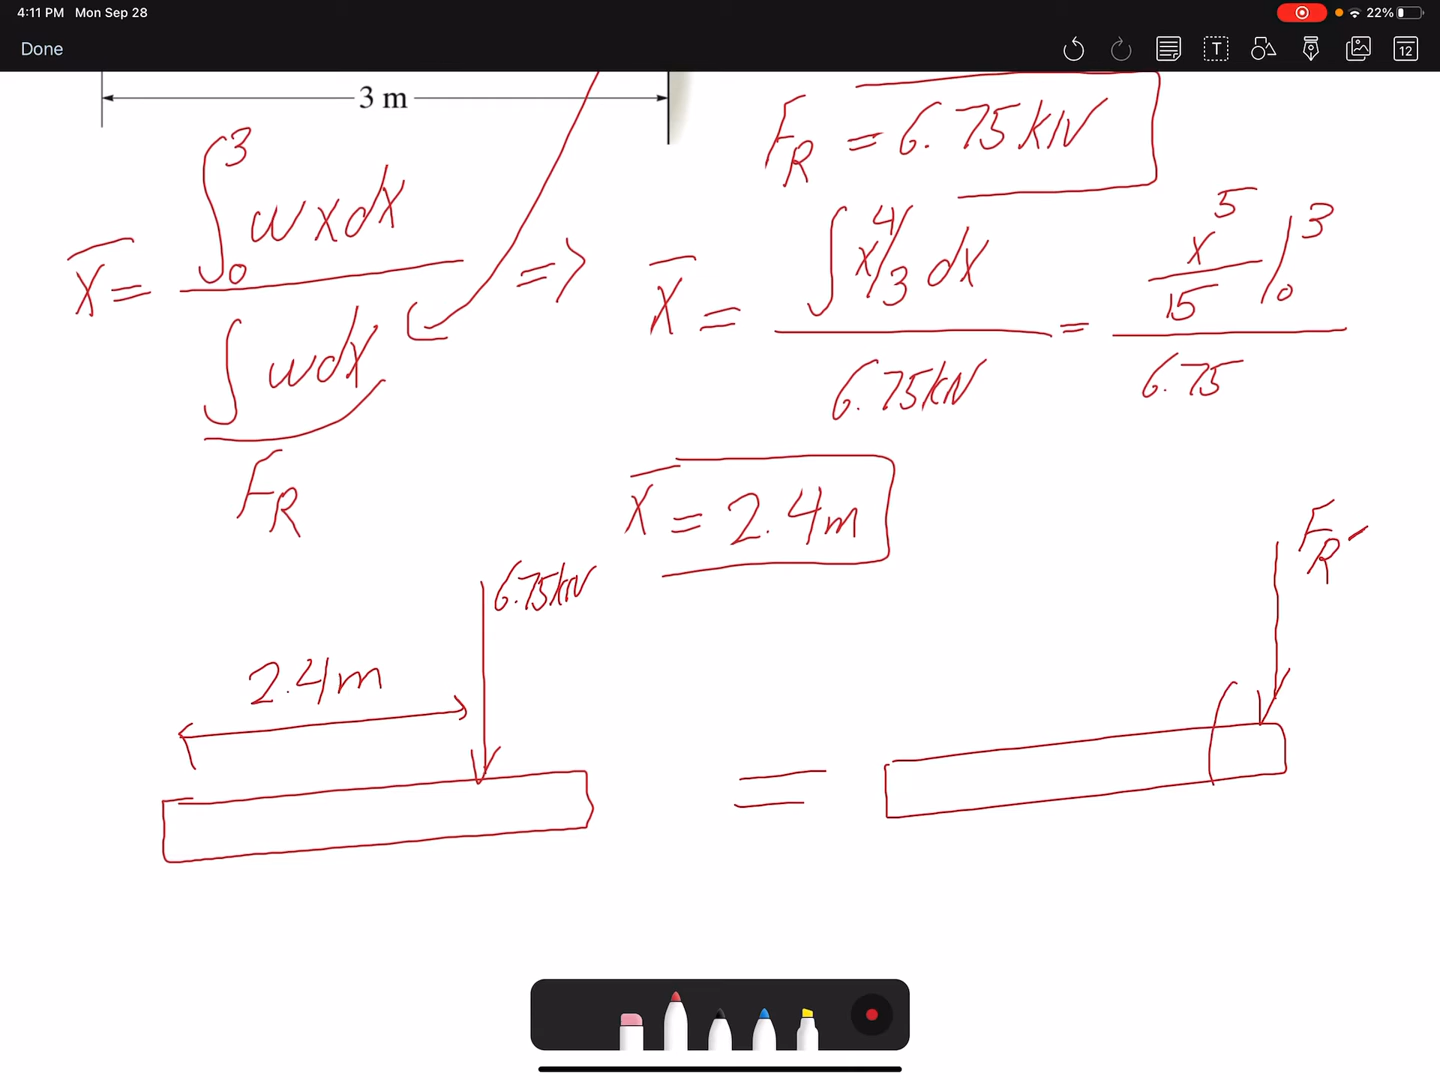 4:11 PM Mon Sep 28
22%
Done
T
12
3 m
F_R = 6.75 kN
x̄ = ∫₀³ w x dx / ∫ w dx => x̄ = ∫ x⁴/3 dx / 6.75 kN = x⁵/15 |₀³ / 6.75
F_R
x̄ = 2.4 m
F_R
6.75 kN
2.4 m
=